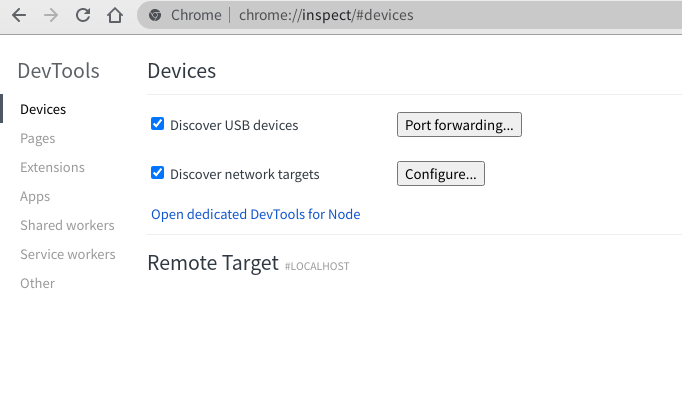 Chrome | chrome://inspect/#devices
DevTools
Devices
Pages
Extensions
Apps
Shared workers
Service workers
Other
Devices
Discover USB devices
Port forwarding...
Discover network targets
Configure...
Open dedicated DevTools for Node
Remote Target #LOCALHOST